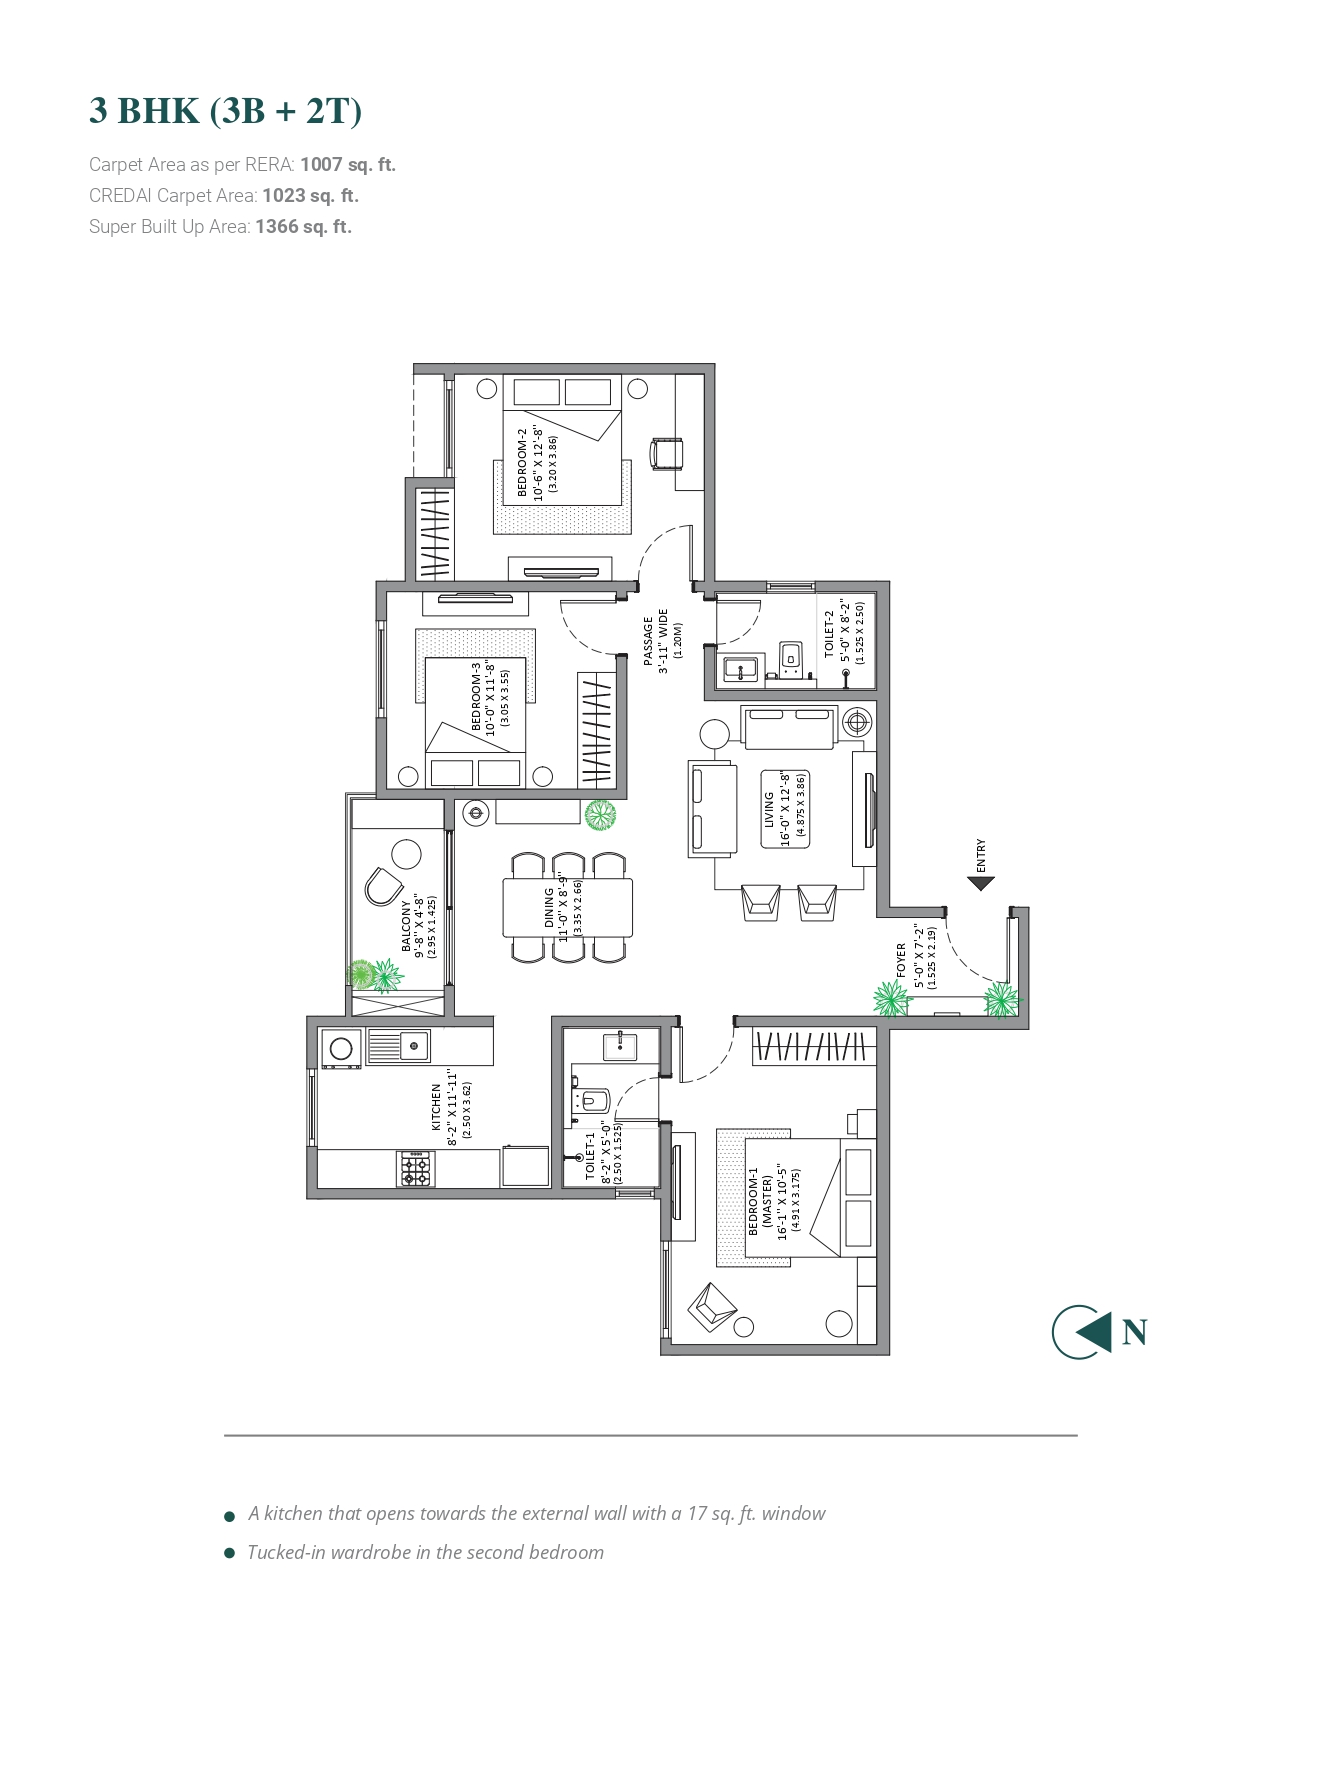 3 BHK (3B + 2T)
Carpet Area as per RERA: 1007 sq. ft.
CREDAI Carpet Area: 1023 sq. ft.
Super Built Up Area: 1366 sq. ft.
BEDROOM-2
10'-6" X 12'-8"
(3.20 X 3.86)
BEDROOM-3
10'-0" X 11'-8"
(3.05 X 3.55)
PASSAGE
3'-11" WIDE
(1.20M)
TOILET-2
5'-0" X 8'-2"
(1.525 X 2.50)
LIVING
16'-0" X 12'-8"
(4.875 X 3.86)
ENTRY
BALCONY
9'-8" X 4'-8"
(2.95 X 1.425)
DINING
11'-0" X 8'-9"
(3.35 X 2.66)
FOYER
5'-0" X 7'-2"
(1.525 X 2.19)
KITCHEN
8'-2" X 11'-11"
(2.50 X 3.62)
TOILET-1
8'-2" X 5'-0"
(2.50 X 1.525)
BEDROOM-1
(MASTER)
16'-1" X 10'-5"
(4.91 X 3.175)
N
A kitchen that opens towards the external wall with a 17 sq. ft. window
Tucked-in wardrobe in the second bedroom